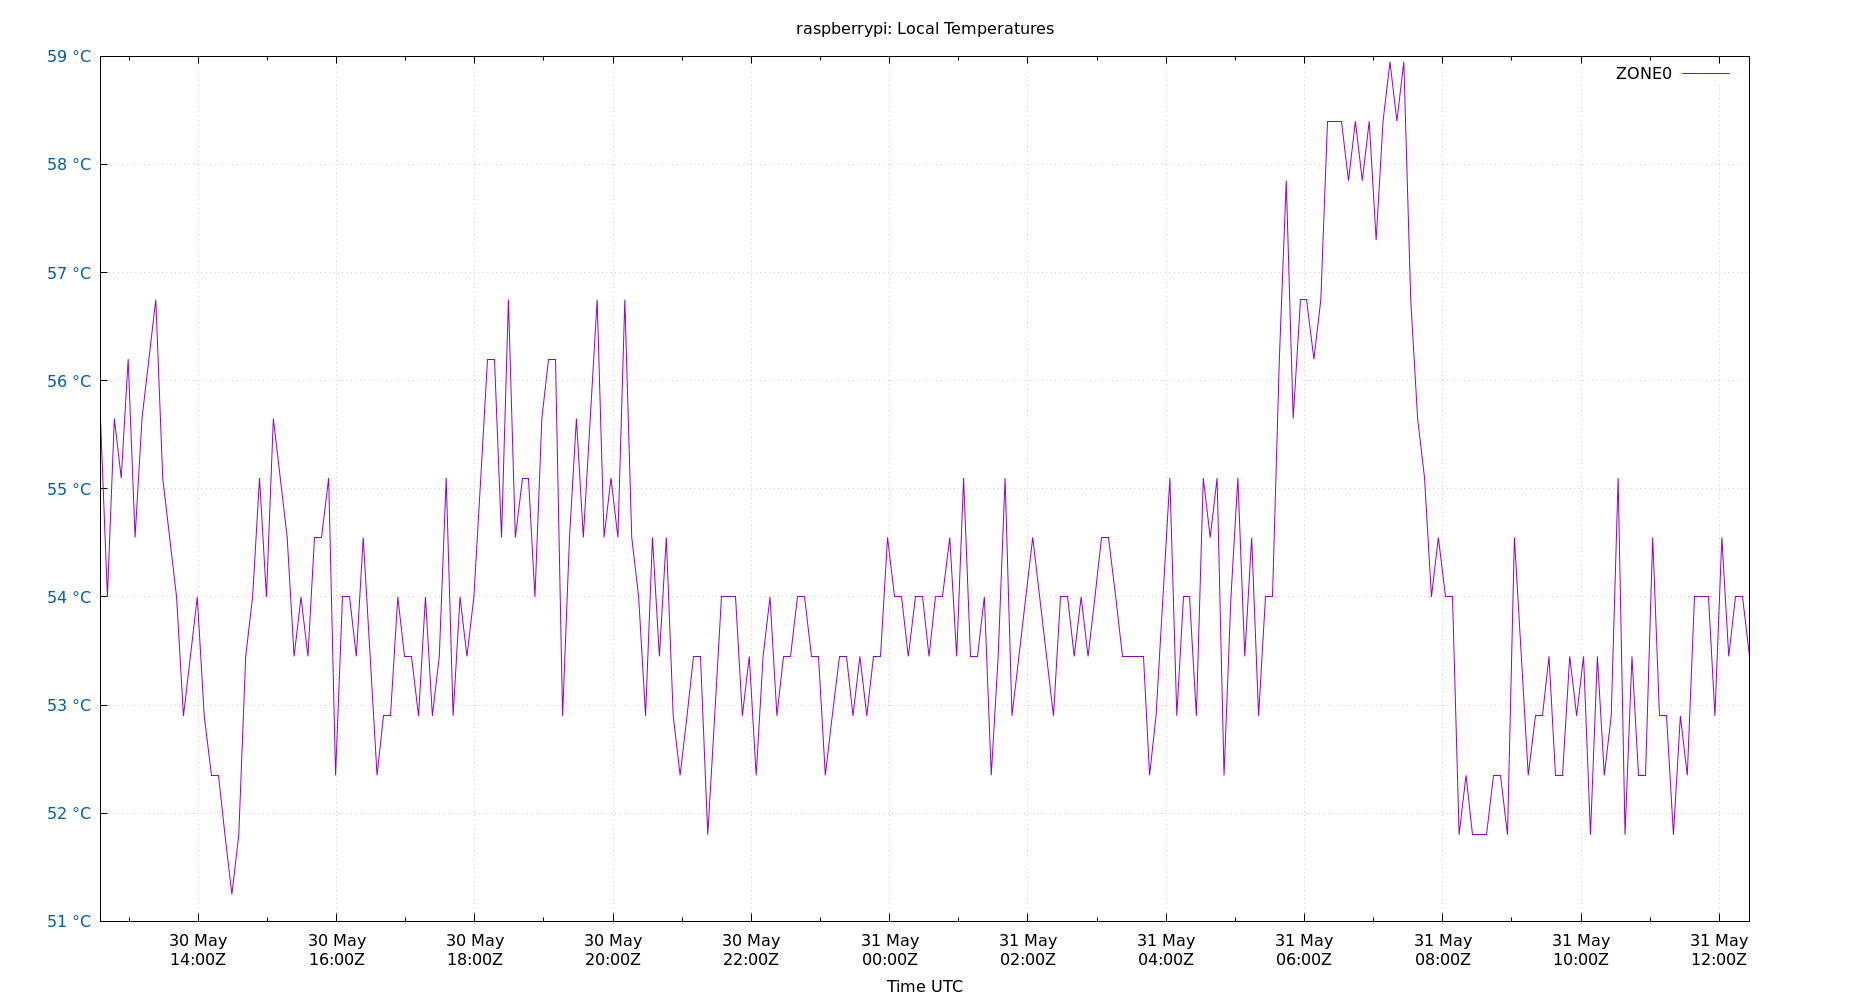 raspberrypi: Local Temperatures
ZONE0
59 °C
58 °C
57 °C
56 °C
55 °C
54 °C
53 °C
52 °C
51 °C
30 May 30 May 30 May 30 May 30 May 31 May 31 May 31 May 31 May 31 May 31 May 31 May
14:00Z 16:00Z 18:00Z 20:00Z 22:00Z 00:00Z 02:00Z 04:00Z 06:00Z 08:00Z 10:00Z 12:00Z
Time UTC